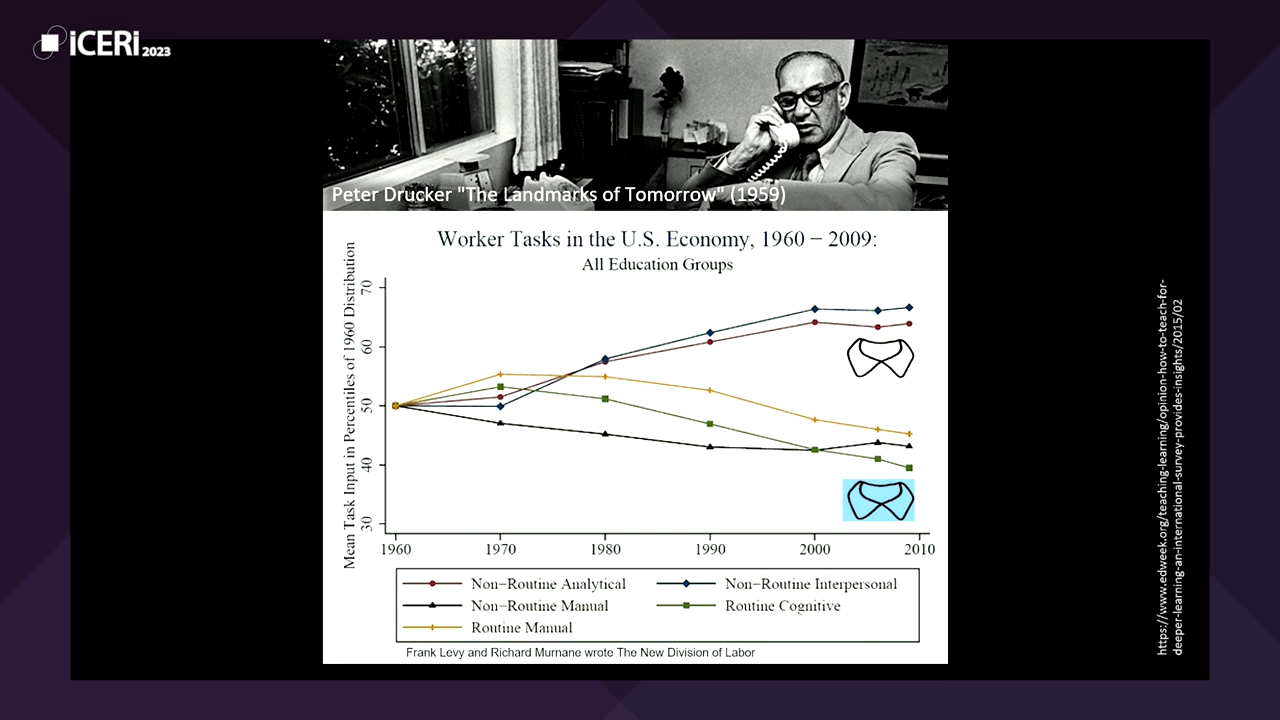 iCERi 2023
Peter Drucker "The Landmarks of Tomorrow" (1959)
Worker Tasks in the U.S. Economy, 1960 – 2009:
All Education Groups
Mean Task Input in Percentiles of 1960 Distribution
70
60
50
40
30
1960 1970 1980 1990 2000 2010
Non−Routine Analytical Non−Routine Interpersonal
Non−Routine Manual Routine Cognitive
Routine Manual
Frank Levy and Richard Murnane wrote The New Division of Labor
https://www.edweek.org/teaching-learning/opinion-how-to-teach-for-
deeper-learning-an-international-survey-provides-insights/2015/02